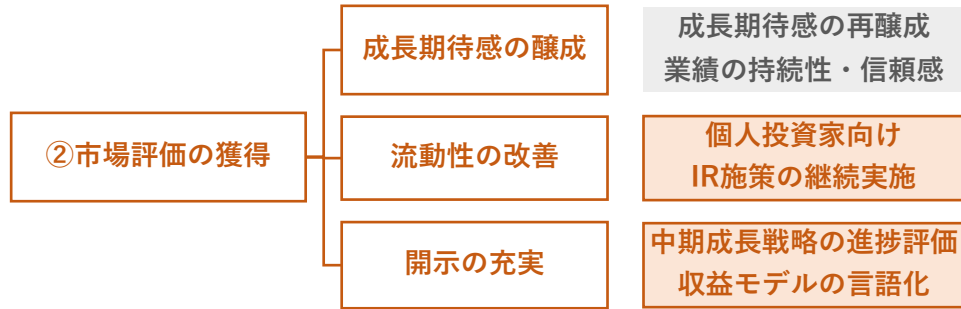 成長期待感の醸成
成長期待感の再醸成
業績の持続性・信頼感
②市場評価の獲得
流動性の改善
個人投資家向け
IR施策の継続実施
開示の充実
中期成長戦略の進捗評価
収益モデルの言語化